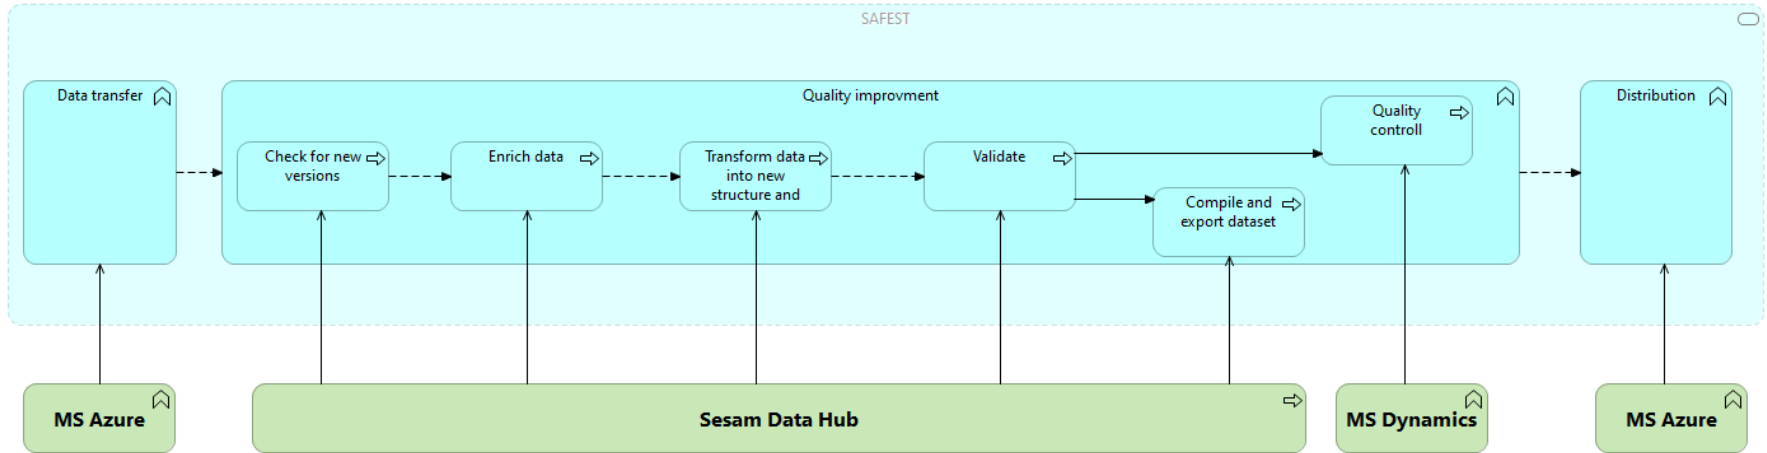 SAFEST
Data transfer
Quality improvment
Distribution
Check for new
versions
Enrich data
Transform data
into new
structure and
Validate
Quality
controll
Compile and
export dataset
MS Azure
Sesam Data Hub
MS Dynamics
MS Azure